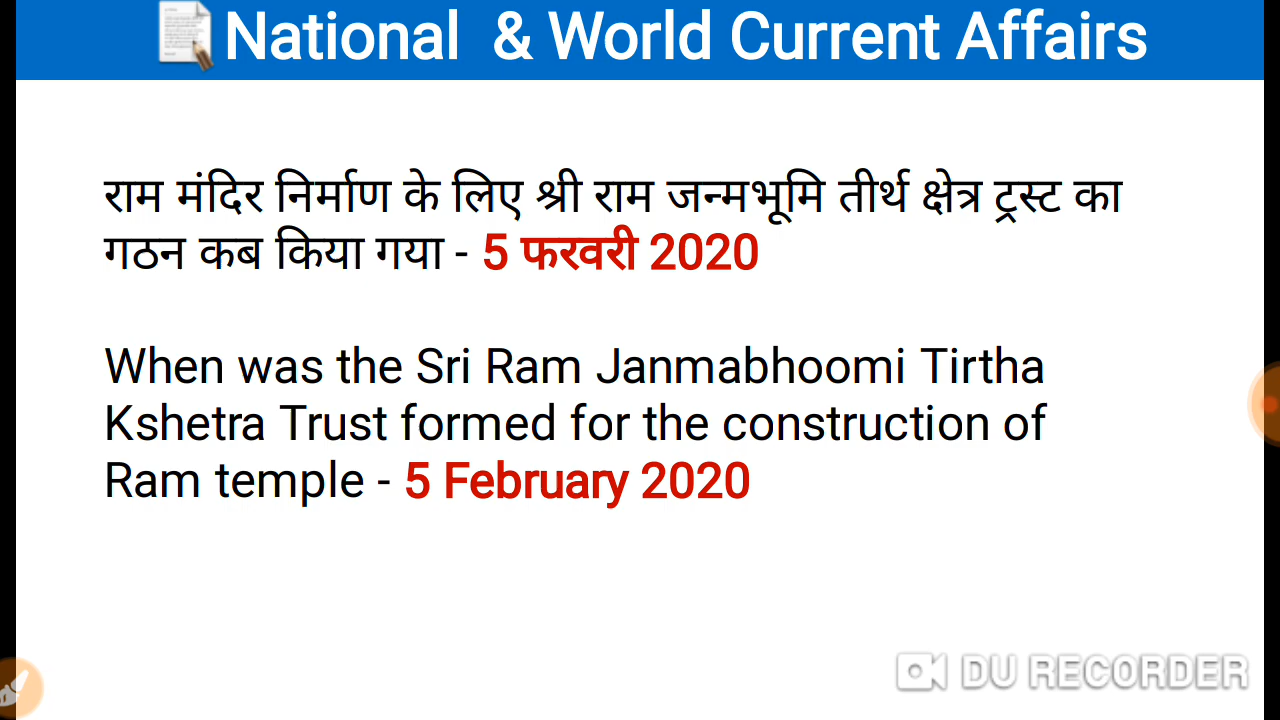 National & World Current Affairs
राम मंदिर निर्माण के लिए श्री राम जन्मभूमि तीर्थ क्षेत्र ट्रस्ट का
गठन कब किया गया - 5 फरवरी 2020
When was the Sri Ram Janmabhoomi Tirtha
Kshetra Trust formed for the construction of
Ram temple - 5 February 2020
DU RECORDER